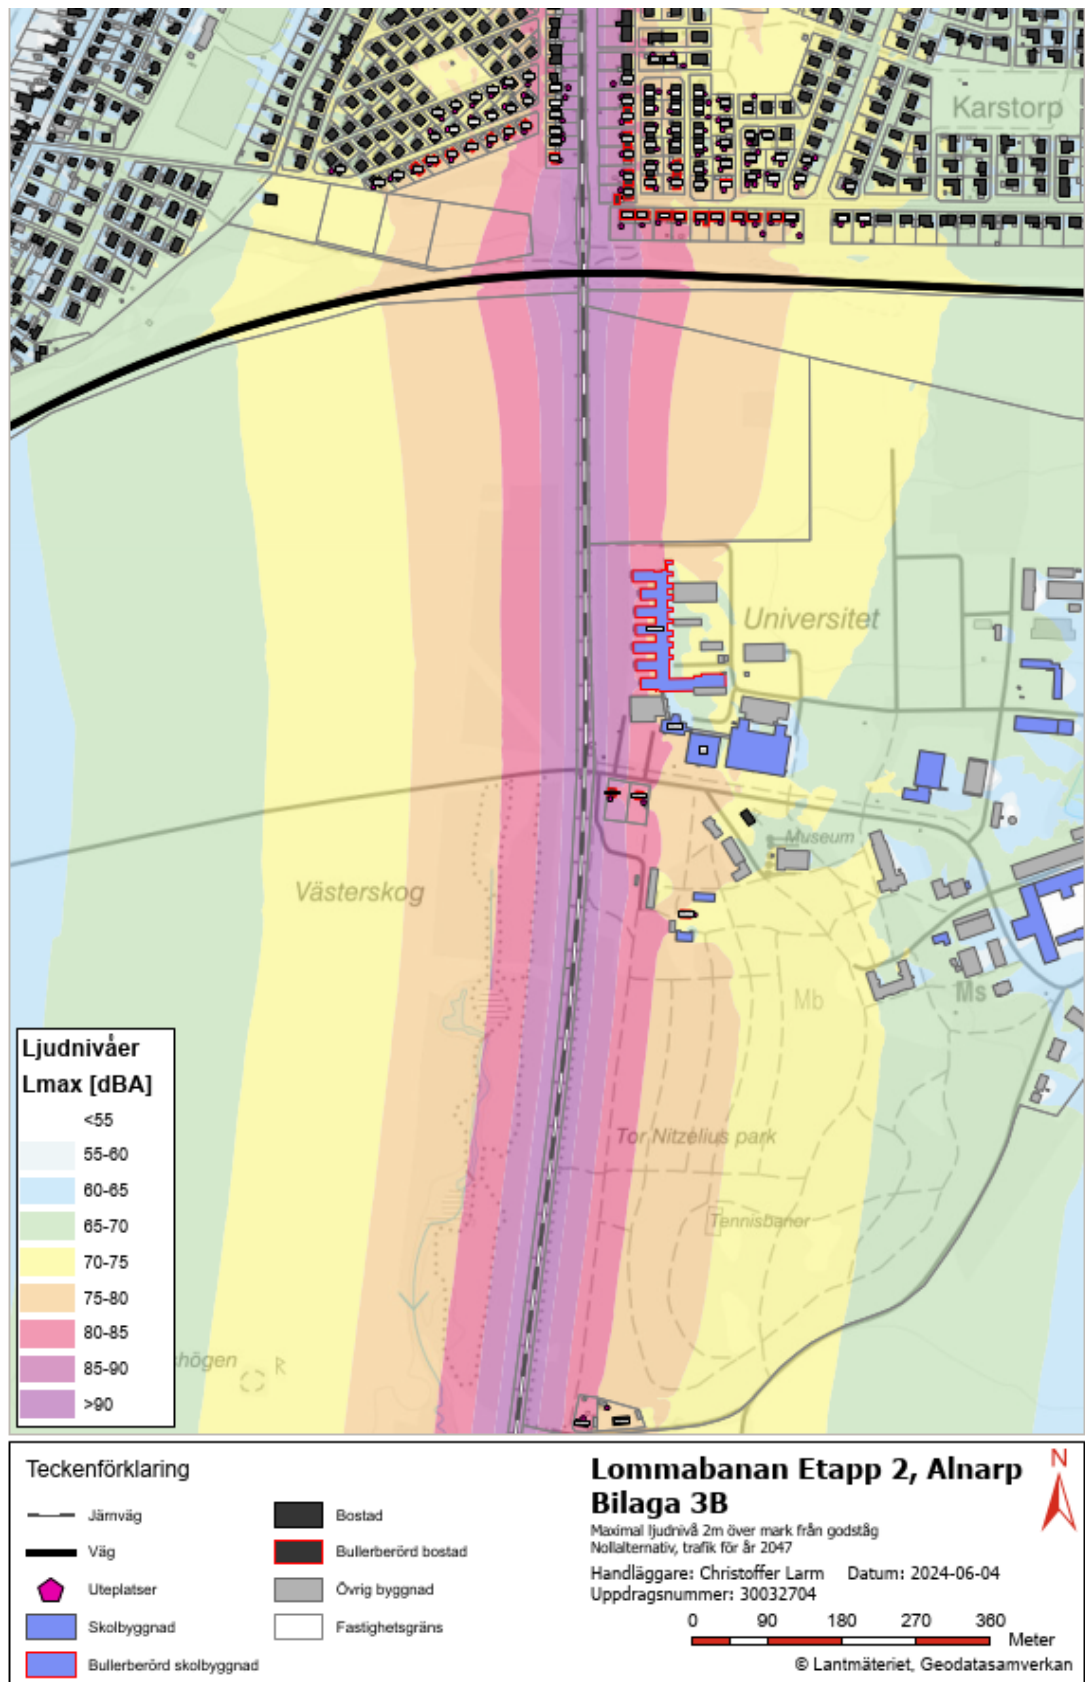 Karstorp
Universitet
Museum
Västerskog
Mb
Ms
Tor Nitzelius park
Tennisbanor
shögen
R
Ljudnivåer
Lmax [dBA]
<55
55-60
60-65
65-70
70-75
75-80
80-85
85-90
>90
Teckenförklaring
Järnväg
Väg
Uteplatser
Skolbyggnad
Bullerberörd skolbyggnad
Bostad
Bullerberörd bostad
Övrig byggnad
Fastighetsgräns
Lommabanan Etapp 2, Alnarp
Bilaga 3B
Maximal ljudnivå 2m över mark från godståg
Nollalternativ, trafik för år 2047
Handläggare: Christoffer Larm Datum: 2024-06-04
Uppdragsnummer: 30032704
N
0 90 180 270 360
Meter
© Lantmäteriet, Geodatasamverkan